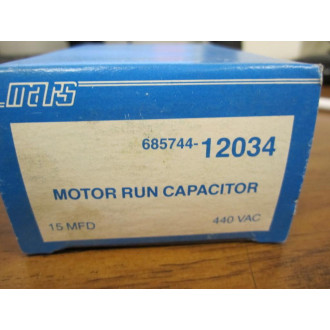 mars
685744-12034
MOTOR RUN CAPACITOR
15 MFD 440 VAC